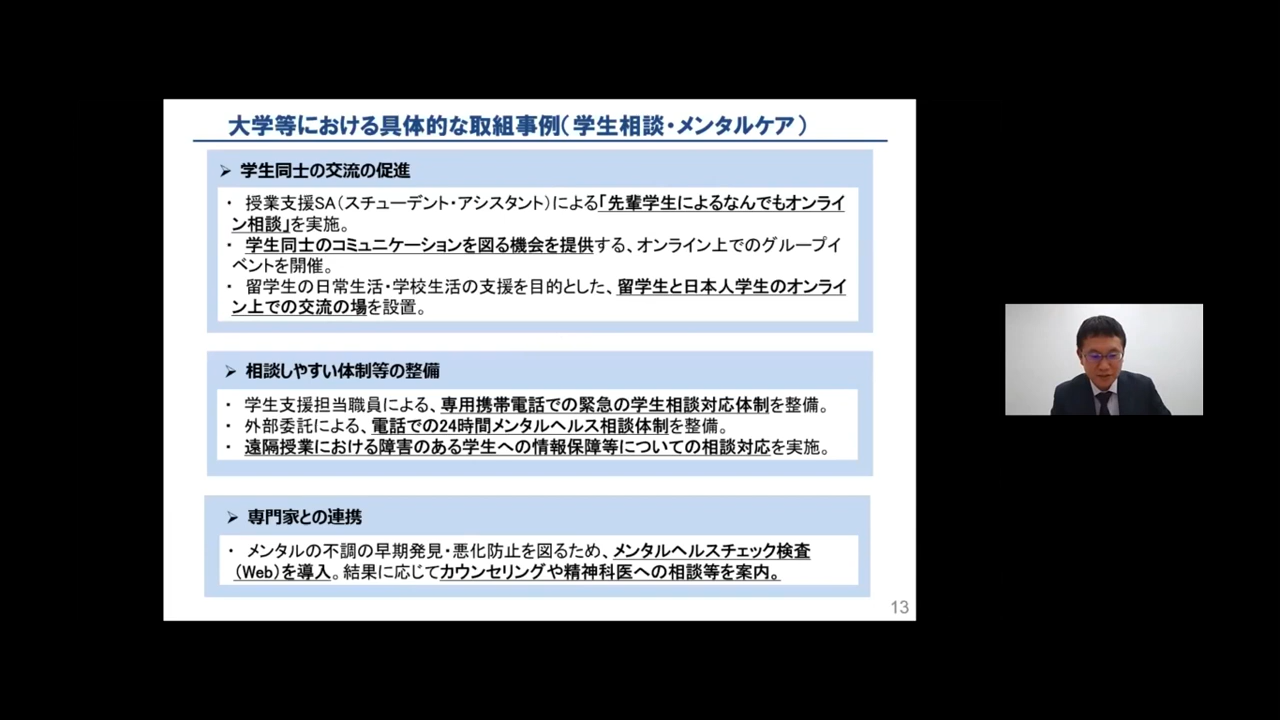 大学等における具体的な取組事例(学生相談・メンタルケア)
➢ 学生同士の交流の促進
・ 授業支援SA(スチューデント・アシスタント)による「先輩学生によるなんでもオンライ
ン相談」を実施。
・ 学生同士のコミュニケーションを図る機会を提供する、オンライン上でのグループイ
ベントを開催。
・ 留学生の日常生活・学校生活の支援を目的とした、留学生と日本人学生のオンライ
ン上での交流の場を設置。
➢ 相談しやすい体制等の整備
・ 学生支援担当職員による、専用携帯電話での緊急の学生相談対応体制を整備。
・ 外部委託による、電話での24時間メンタルヘルス相談体制を整備。
・ 遠隔授業における障害のある学生への情報保障等についての相談対応を実施。
➢ 専門家との連携
・ メンタルの不調の早期発見・悪化防止を図るため、メンタルヘルスチェック検査
(Web)を導入。結果に応じてカウンセリングや精神科医への相談等を案内。
13